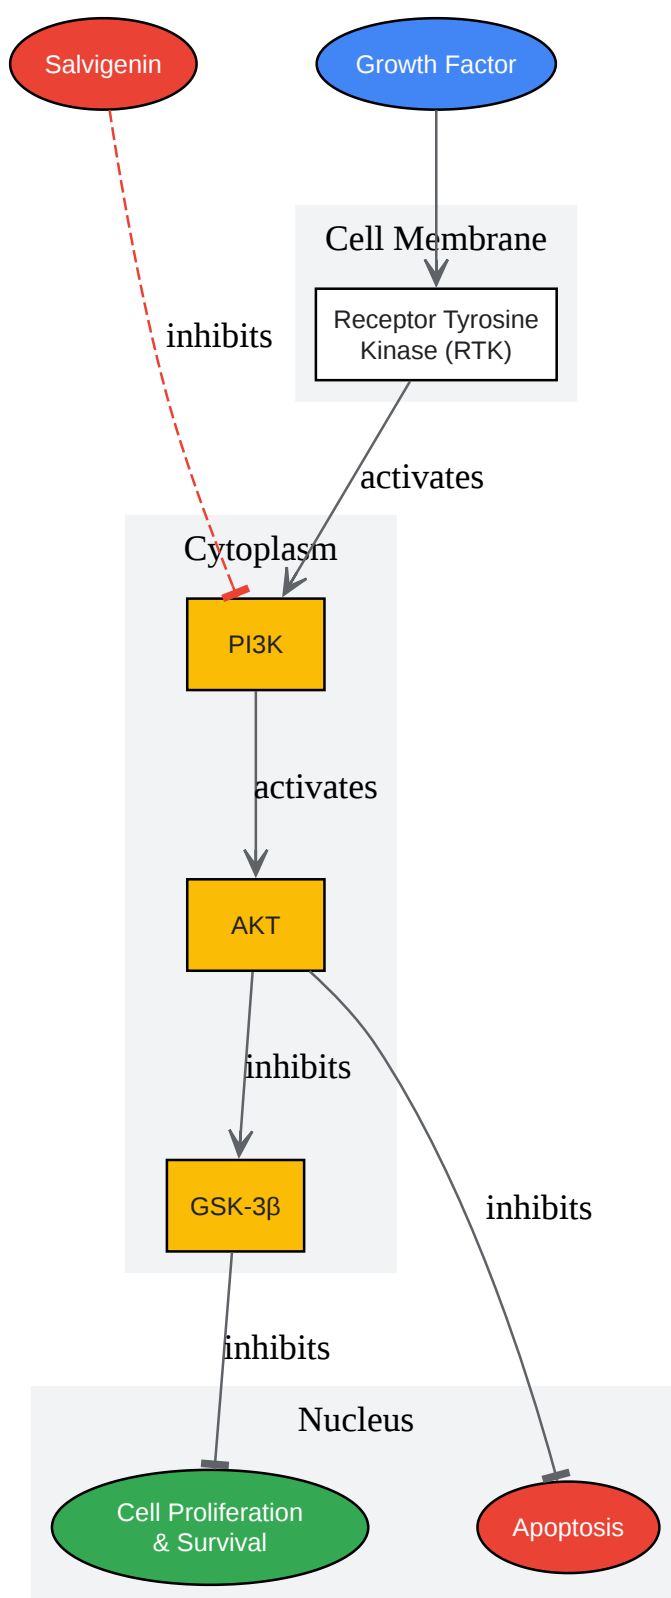 Salvigenin
Growth Factor
Cell Membrane
Receptor Tyrosine
Kinase (RTK)
inhibits
activates
Cytoplasm
PI3K
activates
AKT
inhibits
GSK-3β
inhibits
inhibits
Nucleus
Cell Proliferation
& Survival
Apoptosis